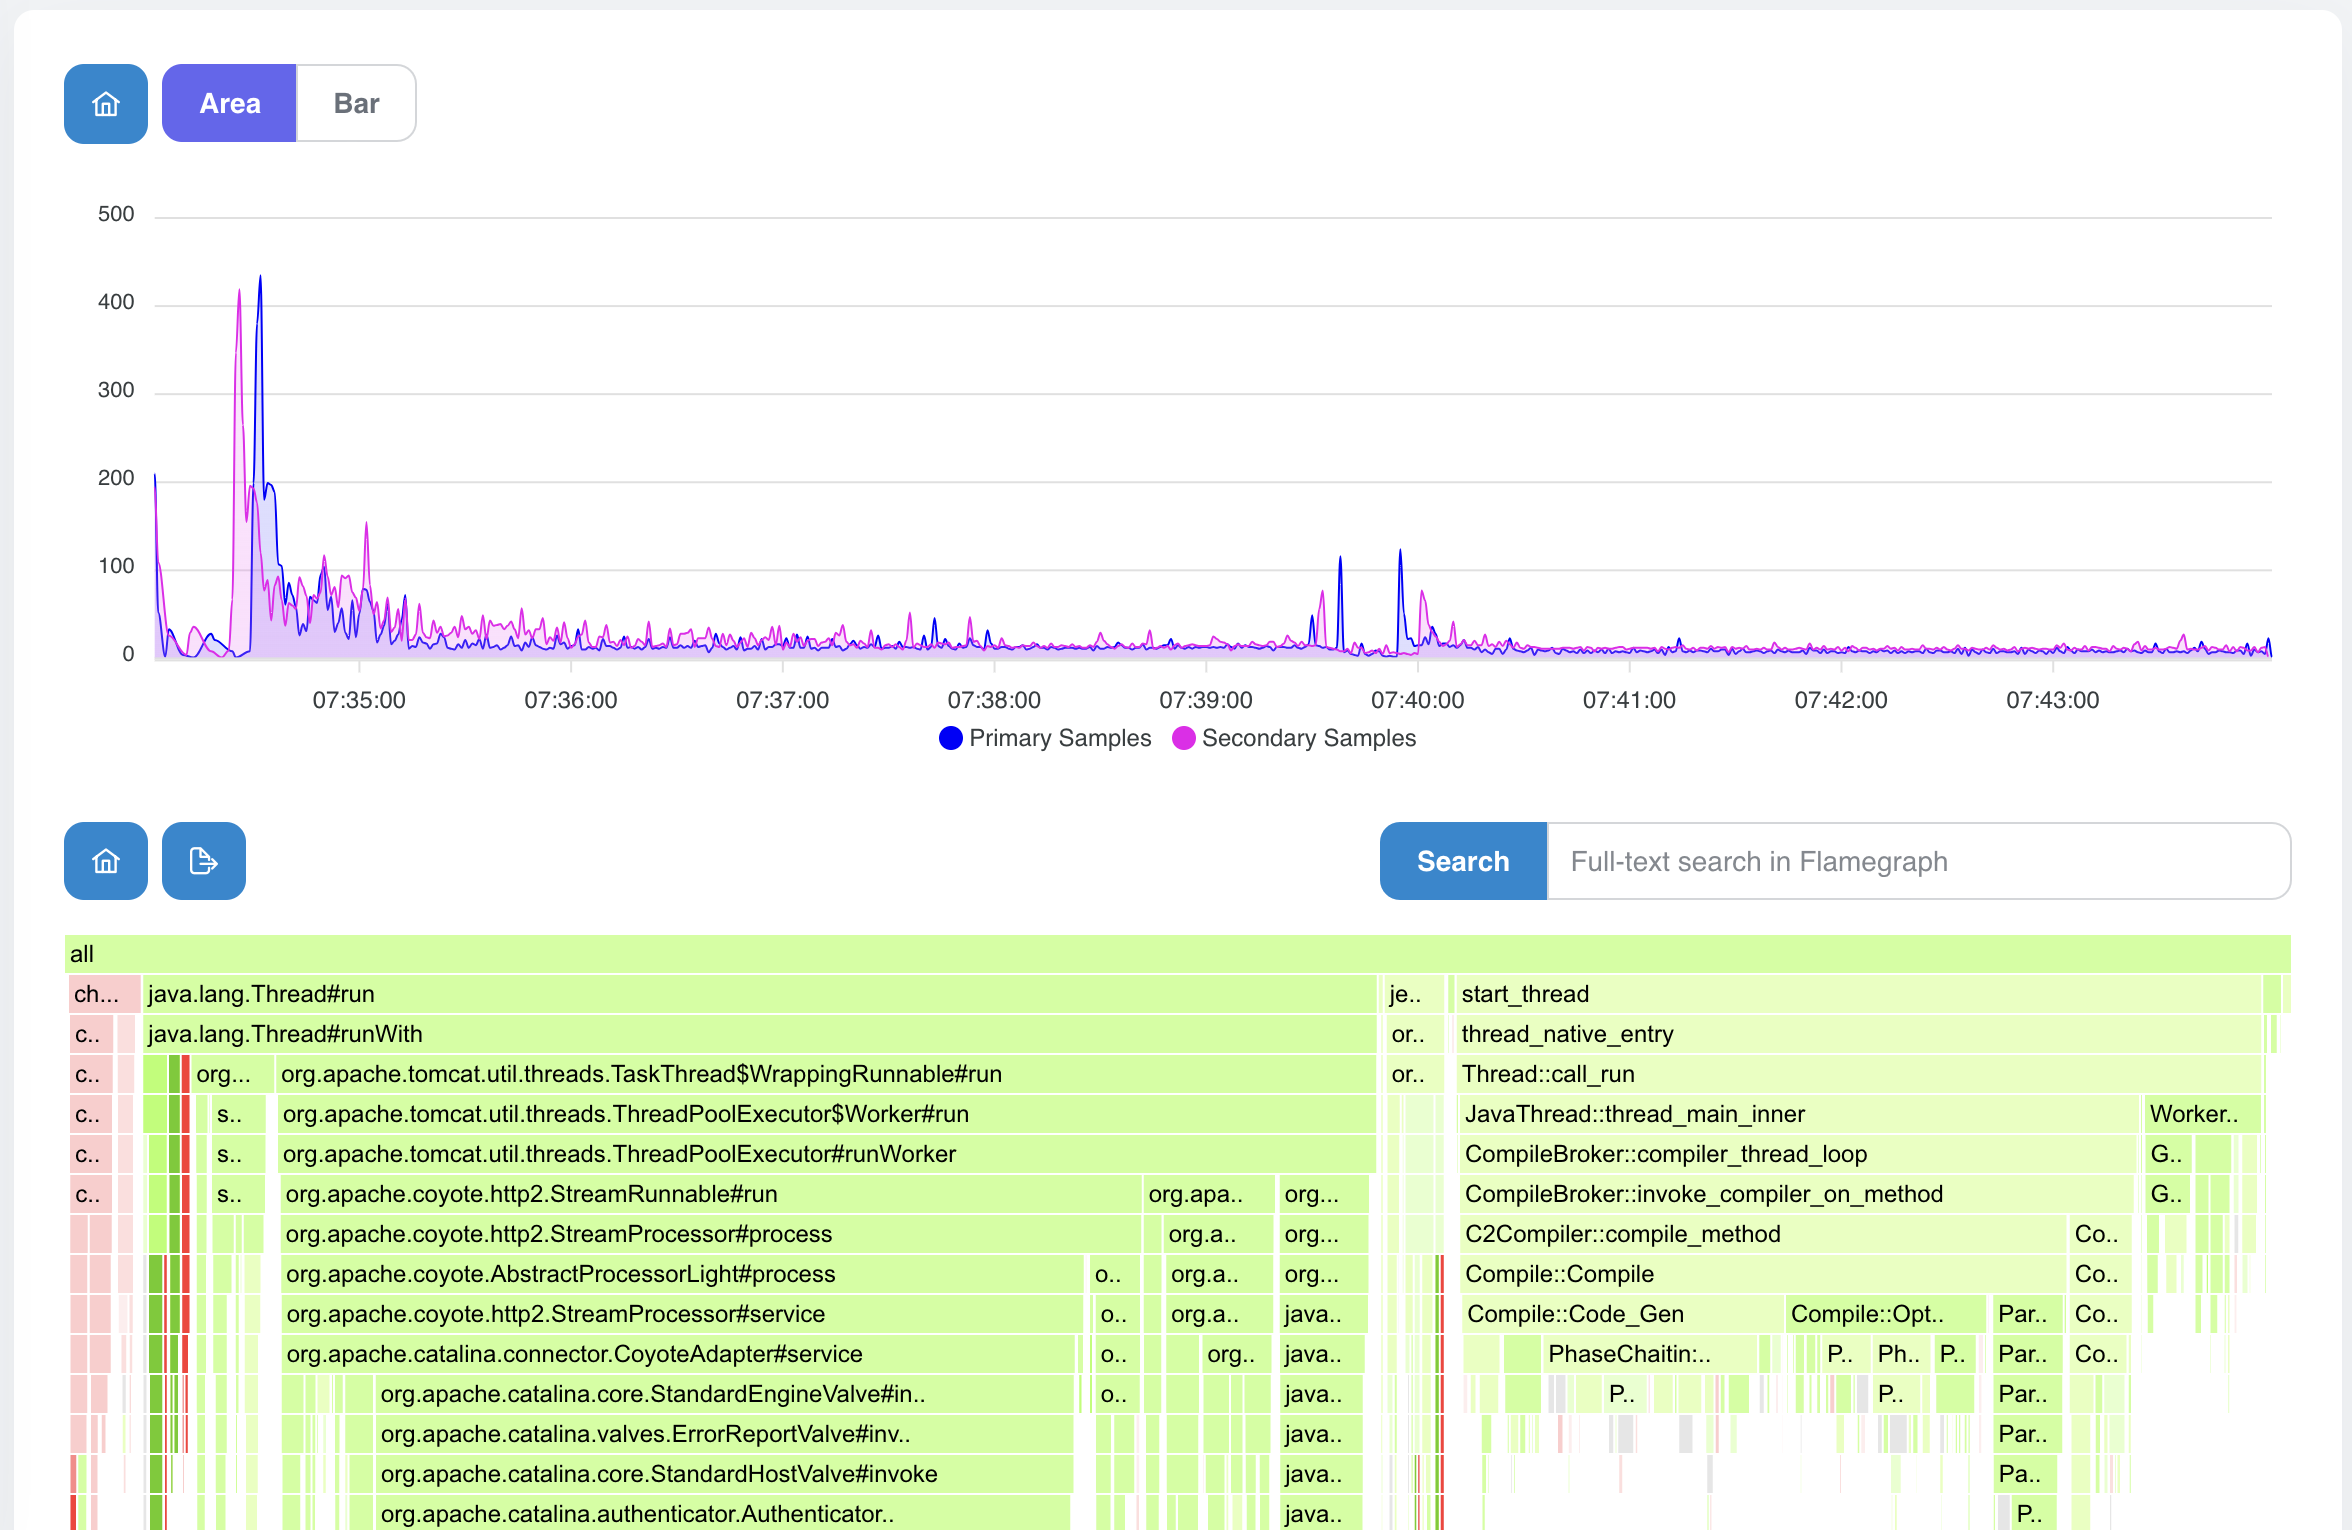 Area Bar
500
400
300
200
100
0
07:35:00 07:36:00 07:37:00 07:38:00 07:39:00 07:40:00 07:41:00 07:42:00 07:43:00
Primary Samples Secondary Samples
Search Full-text search in Flamegraph
all
ch... java.lang.Thread#run je.. start_thread
c.. java.lang.Thread#runWith or.. thread_native_entry
c.. org... org.apache.tomcat.util.threads.TaskThread$WrappingRunnable#run or.. Thread::call_run
c.. s.. org.apache.tomcat.util.threads.ThreadPoolExecutor$Worker#run JavaThread::thread_main_inner Worker..
c.. s.. org.apache.tomcat.util.threads.ThreadPoolExecutor#runWorker CompileBroker::compiler_thread_loop G..
c.. s.. org.apache.coyote.http2.StreamRunnable#run org.apa.. org... CompileBroker::invoke_compiler_on_method G..
org.apache.coyote.http2.StreamProcessor#process org.a.. org... C2Compiler::compile_method Co..
org.apache.coyote.AbstractProcessorLight#process o.. org.a.. org... Compile::Compile Co..
org.apache.coyote.http2.StreamProcessor#service o.. org.a.. java.. Compile::Code_Gen Compile::Opt.. Par.. Co..
org.apache.catalina.connector.CoyoteAdapter#service o.. org.. java.. PhaseChaitin:.. P.. Ph.. P.. Par.. Co..
org.apache.catalina.core.StandardEngineValve#in.. o.. java.. P.. P.. Par..
org.apache.catalina.valves.ErrorReportValve#inv.. java.. Par..
org.apache.catalina.core.StandardHostValve#invoke java.. Pa..
org.apache.catalina.authenticator.Authenticator.. java.. P..